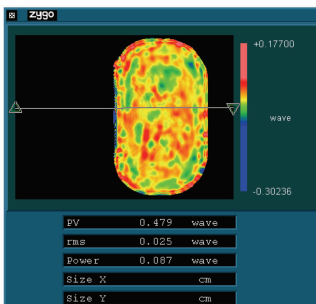 zygo
+0.17700
wave
-0.30236
PV 0.479 wave
rms 0.025 wave
Power 0.087 wave
Size X cm
Size Y cm